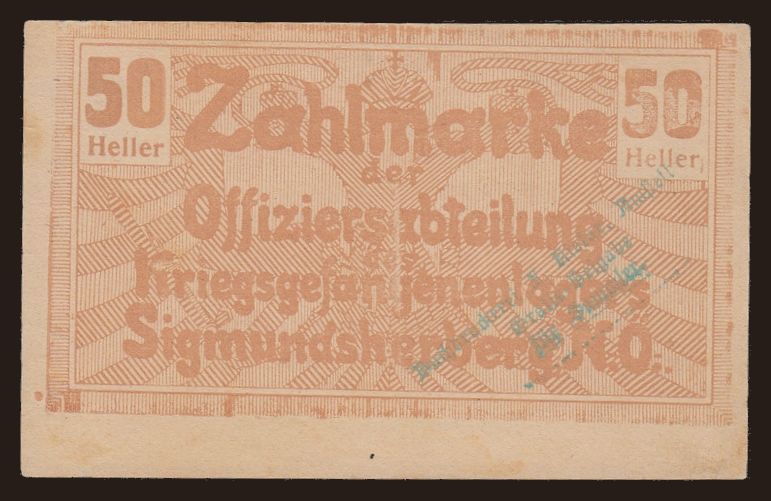 50
Heller
50
Heller
Zahlmarke
der
Offiziersabteilung
des
Kriegsgefangenenlagers
Sigmundsherberg N.Ö.